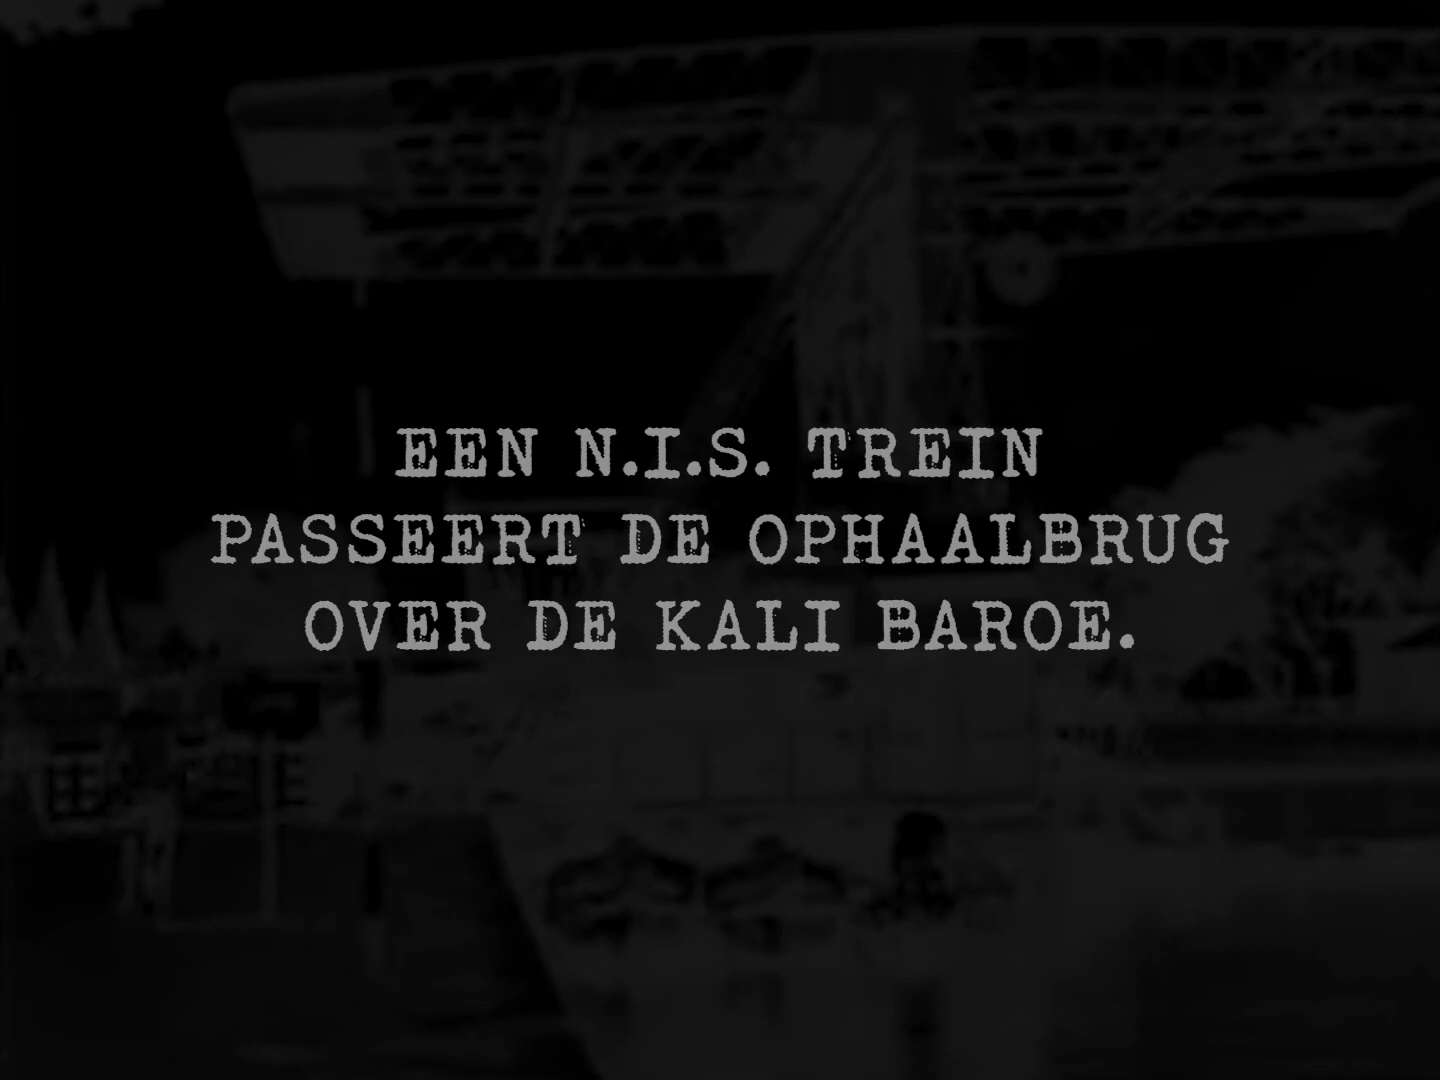 EEN N.I.S. TREIN
PASSEERT DE OPHAALBRUG
OVER DE KALI BAROE.